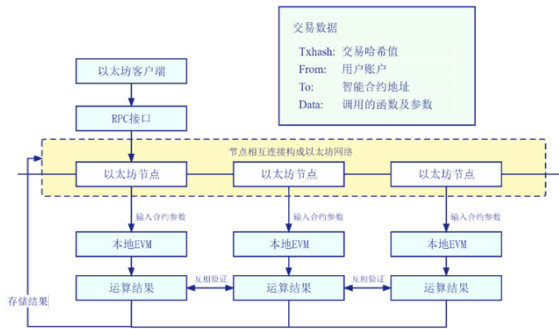 交易数据
Txhash: 交易哈希值
From: 用户账户
To: 智能合约地址
Data: 调用的函数及参数
以太坊客户端
RPC接口
节点相互连接构成以太坊网络
以太坊节点 以太坊节点 以太坊节点
输入合约参数 输入合约参数 输入合约参数
本地EVM 本地EVM 本地EVM
运算结果 互相验证 运算结果 互相验证 运算结果
存储结果